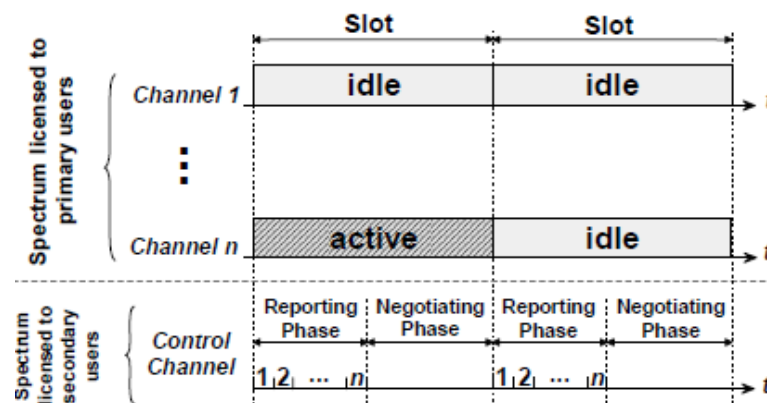 Slot Slot
Spectrum licensed to
primary users
Channel 1 idle idle t
⋮
Channel n active idle t
Spectrum
licensed to
secondary
users
Control
Channel
Reporting Negotiating Reporting Negotiating
Phase Phase Phase Phase
1 2 ... n 1 2 ... n t